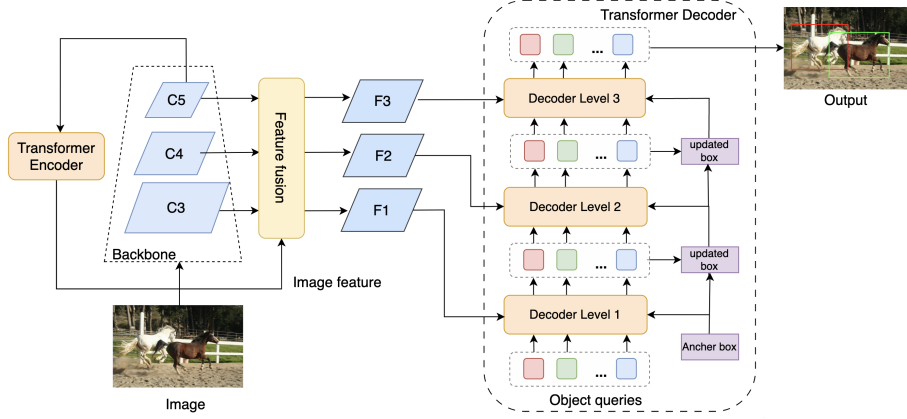 Transformer Decoder
...
C5
F3
Decoder Level 3
Output
Transformer
Encoder
C4
Feature fusion
F2
...
updated
box
C3
F1
Decoder Level 2
Backbone
...
updated
box
Image feature
Decoder Level 1
Ancher box
...
Image
Object queries